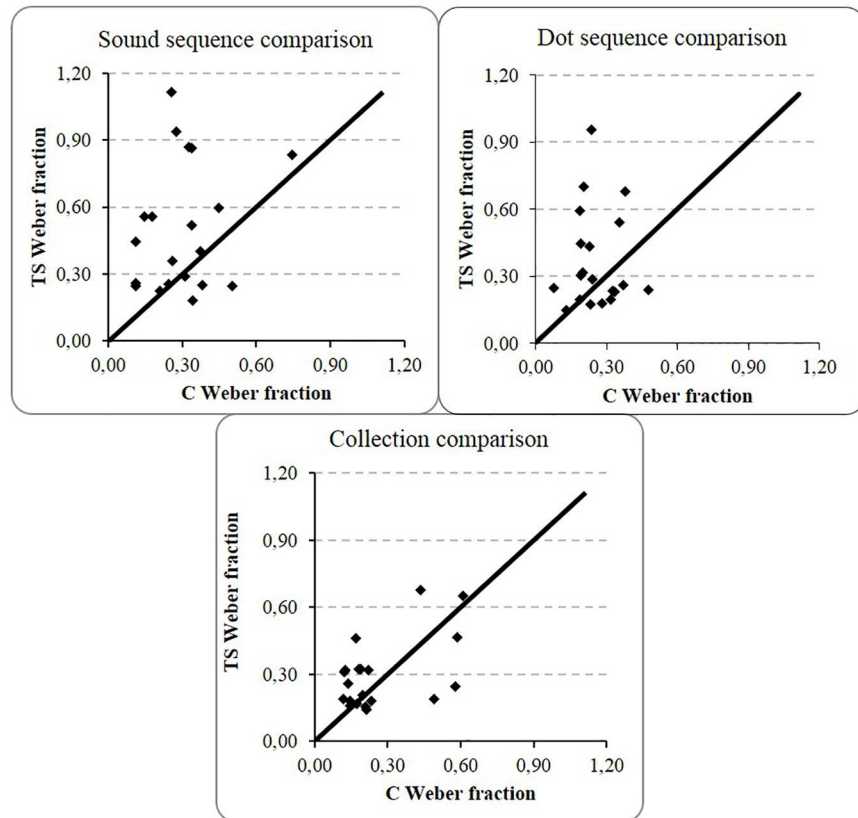 Sound sequence comparison
1,20
0,90
0,60
0,30
0,00
TS Weber fraction
0,00 0,30 0,60 0,90 1,20
C Weber fraction
Dot sequence comparison
1,20
0,90
0,60
0,30
0,00
TS Weber fraction
0,00 0,30 0,60 0,90 1,20
C Weber fraction
Collection comparison
1,20
0,90
0,60
0,30
0,00
TS Weber fraction
0,00 0,30 0,60 0,90 1,20
C Weber fraction